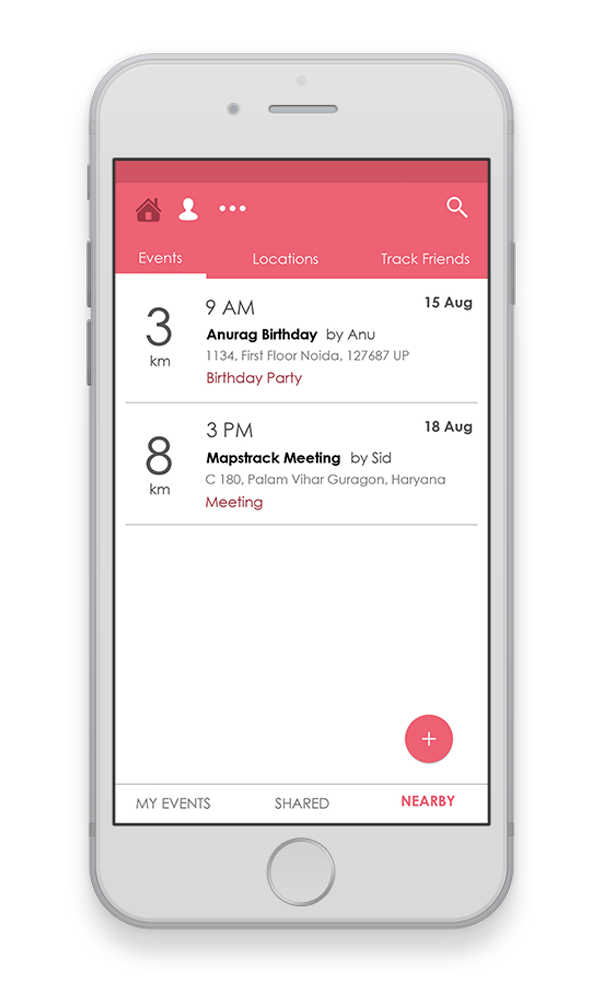 Events Locations Track Friends
3 km
9 AM 15 Aug
Anurag Birthday by Anu
1134, First Floor Noida, 127687 UP
Birthday Party
8 km
3 PM 18 Aug
Mapstrack Meeting by Sid
C 180, Palam Vihar Guragon, Haryana
Meeting
MY EVENTS SHARED NEARBY